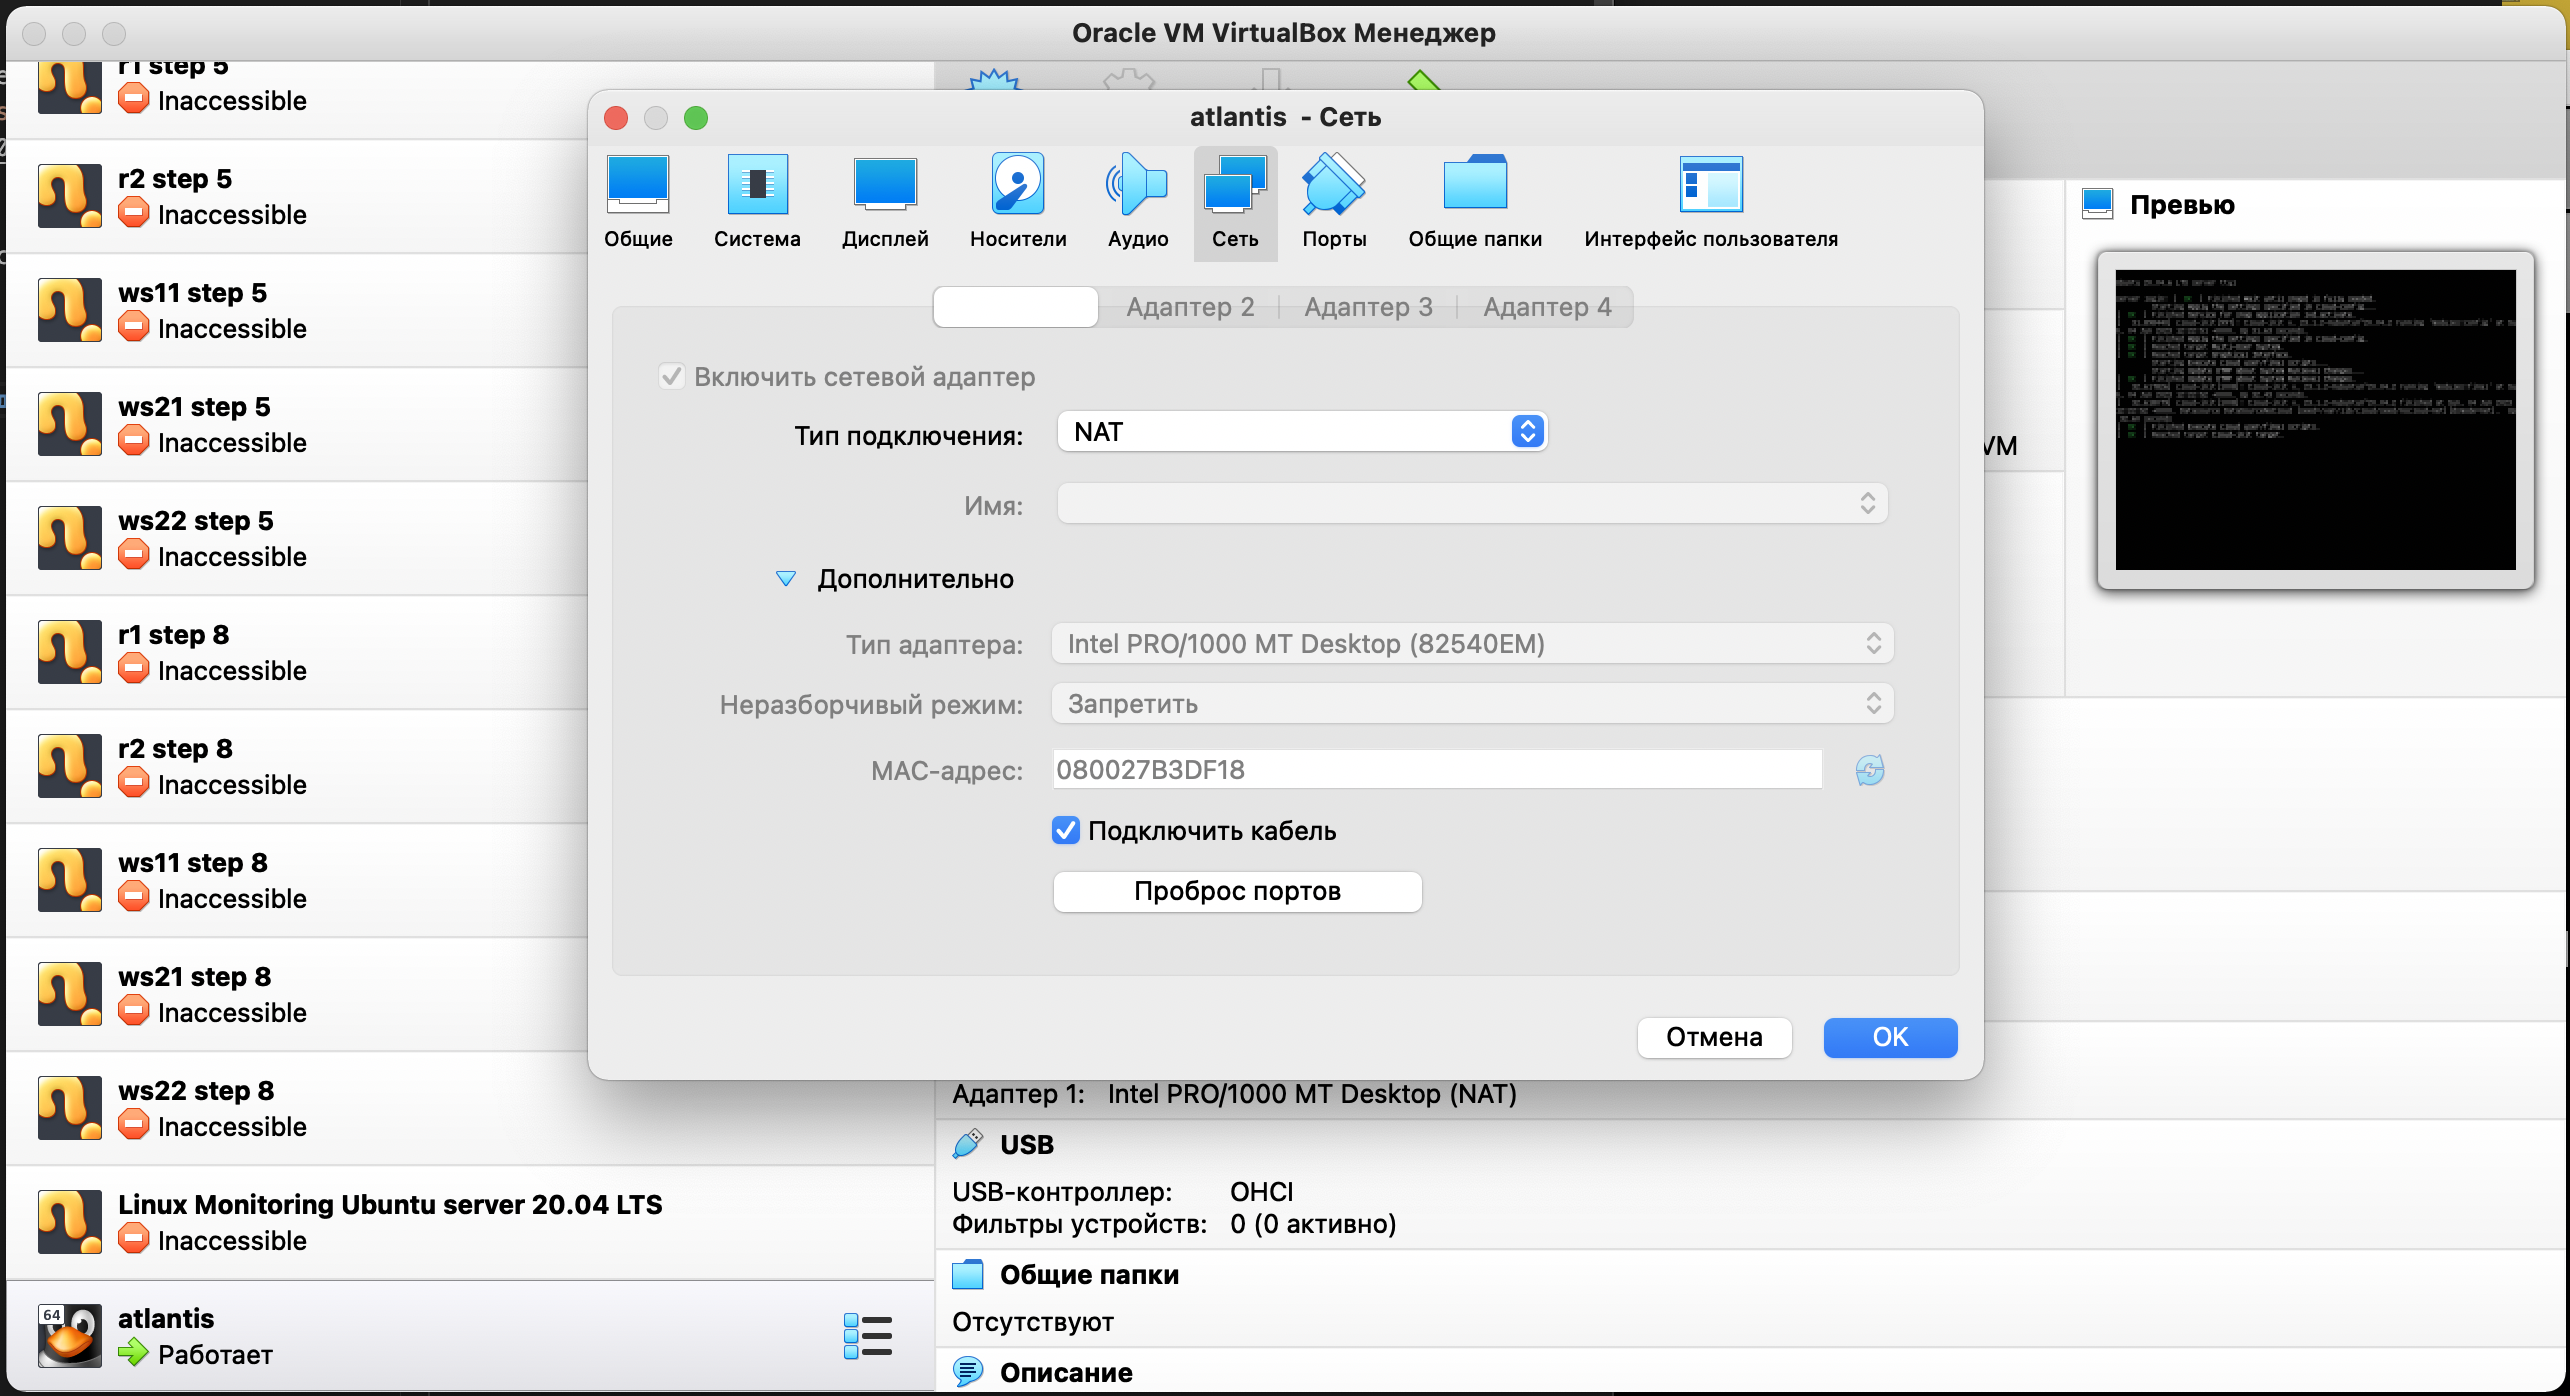 Oracle VM VirtualBox Менеджер
r1 step 5
Inaccessible
r2 step 5
Inaccessible
ws11 step 5
Inaccessible
ws21 step 5
Inaccessible
ws22 step 5
Inaccessible
r1 step 8
Inaccessible
r2 step 8
Inaccessible
ws11 step 8
Inaccessible
ws21 step 8
Inaccessible
ws22 step 8
Inaccessible
Linux Monitoring Ubuntu server 20.04 LTS
Inaccessible
64
atlantis
Работает
atlantis - Сеть
Общие Система Дисплей Носители Аудио Сеть Порты Общие папки Интерфейс пользователя
Адаптер 2 Адаптер 3 Адаптер 4
Включить сетевой адаптер
Тип подключения: NAT
Имя:
Дополнительно
Тип адаптера: Intel PRO/1000 MT Desktop (82540EM)
Неразборчивый режим: Запретить
MAC-адрес: 080027B3DF18
Подключить кабель
Проброс портов
Отмена OK
Превью
VM
Адаптер 1: Intel PRO/1000 MT Desktop (NAT)
USB
USB-контроллер: OHCI
Фильтры устройств: 0 (0 активно)
Общие папки
Отсутствуют
Описание